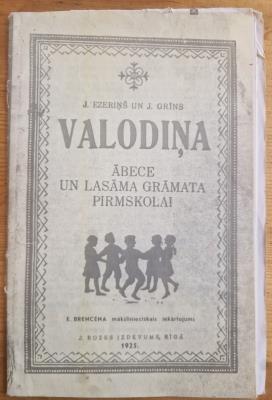 J. EZERIŅŠ UN J. GRĪNS
VALODIŅA
ĀBECE
UN LASĀMA GRĀMATA
PIRMSKOLAI
E. BRENCĒNA mākslinieciskais iekārtojums
J. ROZES IZDEVUMS, RĪGĀ
1925.